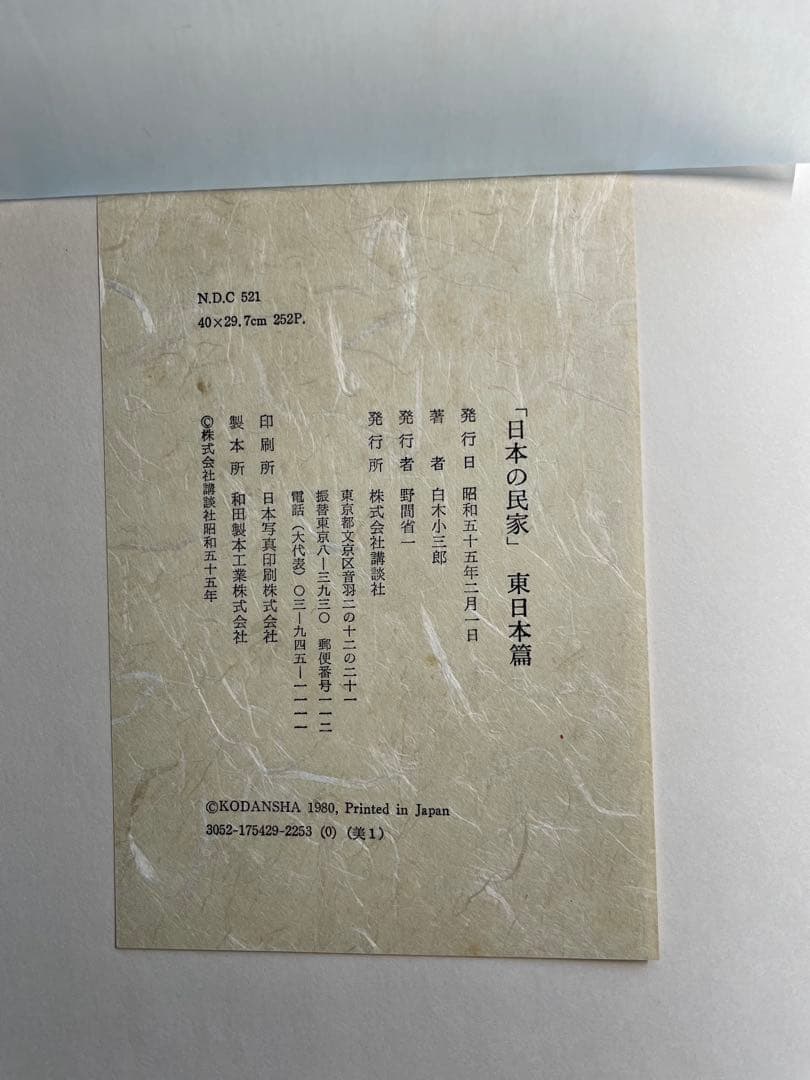 N.D.C 521
40×29.7cm 252P.
「日本の民家」 東日本篇
発行日 昭和五十五年二月一日
著者 白木小三郎
発行者 野間省一
発行所 株式会社講談社
東京都文京区音羽二の十二の二十一
振替東京八―三九三〇 郵便番号一一二
電話(大代表)〇三―九四五―一一一一
印刷所 日本写真印刷株式会社
製本所 和田製本工業株式会社
©株式会社講談社昭和五十五年
©KODANSHA 1980, Printed in Japan
3052-175429-2253 (0) (美1)